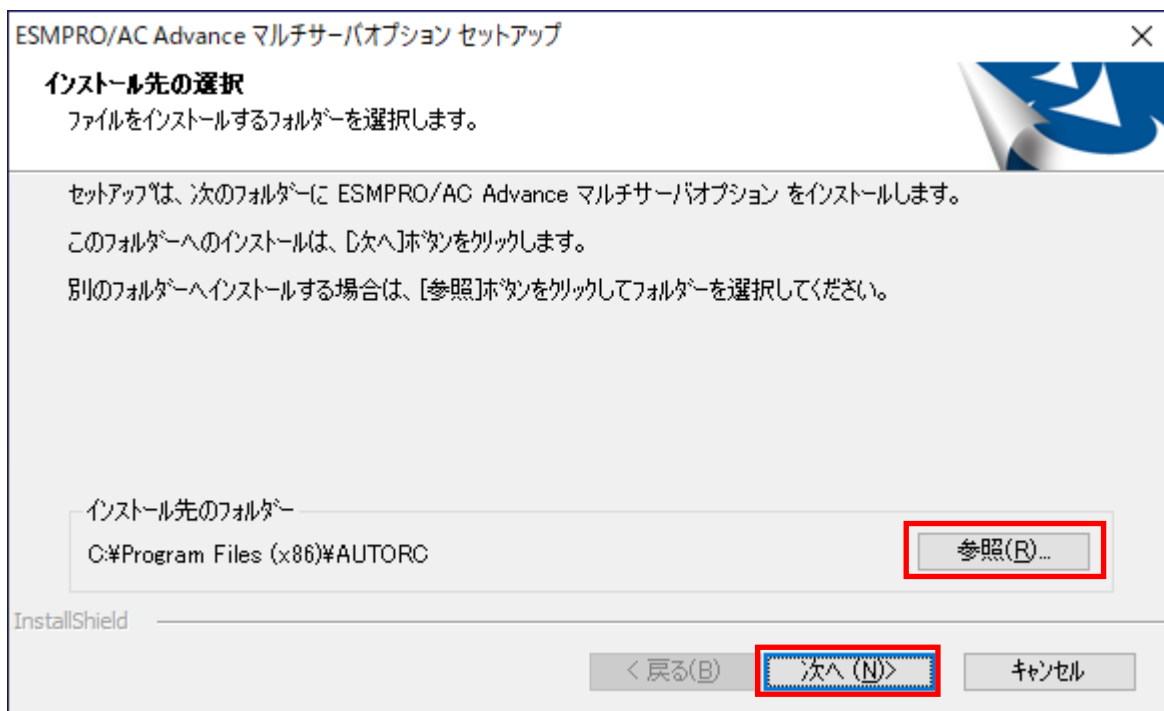 ESMPRO/AC Advance マルチサーバオプション セットアップ
インストール先の選択
ファイルをインストールするフォルダーを選択します。
セットアップは、次のフォルダーに ESMPRO/AC Advance マルチサーバオプション をインストールします。
このフォルダーへのインストールは、[次へ]ボタンをクリックします。
別のフォルダーへインストールする場合は、[参照]ボタンをクリックしてフォルダーを選択してください。
インストール先のフォルダー
C:¥Program Files (x86)¥AUTORC
参照(R)...
InstallShield
< 戻る(B)
次へ (N)>
キャンセル